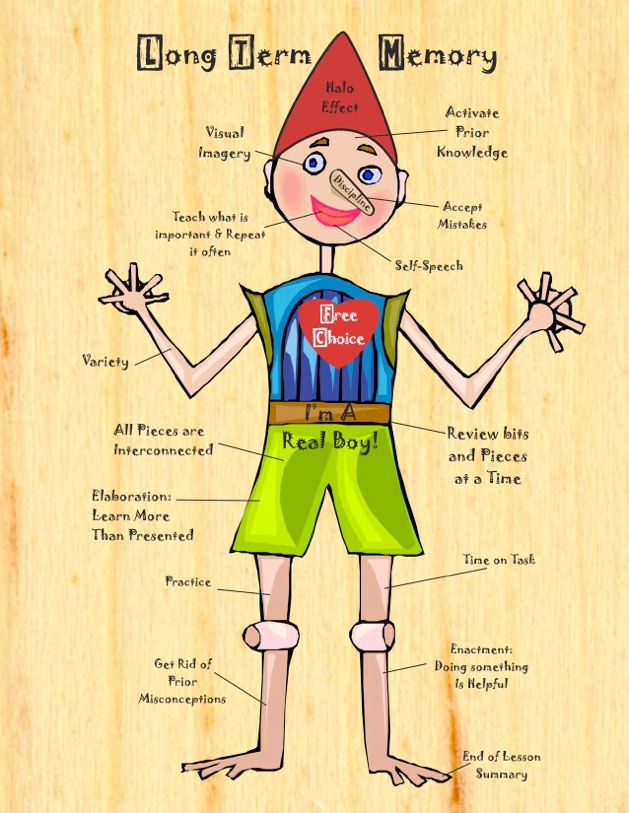 Long Term Memory
Halo
Effect
Activate
Prior
Knowledge
Visual
Imagery
Discipline
Accept
Mistakes
Teach what is
important & Repeat
it often
Self-Speech
Free
Choice
Variety
I'm A
Real Boy!
All Pieces are
Interconnected
Review bits
and Pieces
at a Time
Elaboration:
Learn More
Than Presented
Time on Task
Practice
Enactment:
Doing something
Is Helpful
Get Rid of
Prior
Misconceptions
End of Lesson
Summary